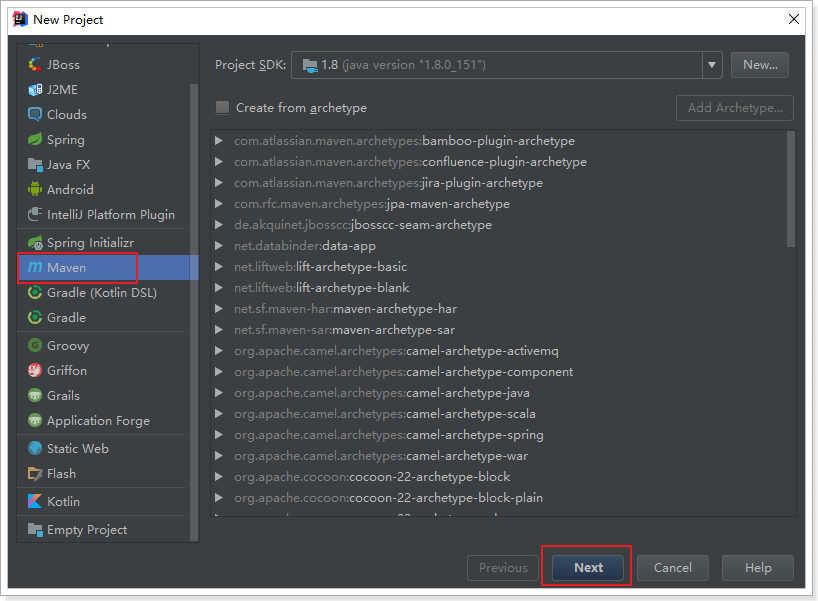 New Project
JBoss
J2ME
Clouds
Spring
Java FX
Android
IntelliJ Platform Plugin
Spring Initializr
Maven
Gradle (Kotlin DSL)
Gradle
Groovy
Griffon
Grails
Application Forge
Static Web
Flash
Kotlin
Empty Project
Project SDK: 1.8 (java version "1.8.0_151") New...
Create from archetype Add Archetype...
com.atlassian.maven.archetypes:bamboo-plugin-archetype
com.atlassian.maven.archetypes:confluence-plugin-archetype
com.atlassian.maven.archetypes:jira-plugin-archetype
com.rfc.maven.archetypes:jpa-maven-archetype
de.akquinet.jbosscc:jbosscc-seam-archetype
net.databinder:data-app
net.liftweb:lift-archetype-basic
net.liftweb:lift-archetype-blank
net.sf.maven-har:maven-archetype-har
net.sf.maven-sar:maven-archetype-sar
org.apache.camel.archetypes:camel-archetype-activemq
org.apache.camel.archetypes:camel-archetype-component
org.apache.camel.archetypes:camel-archetype-java
org.apache.camel.archetypes:camel-archetype-scala
org.apache.camel.archetypes:camel-archetype-spring
org.apache.camel.archetypes:camel-archetype-war
org.apache.cocoon:cocoon-22-archetype-block
org.apache.cocoon:cocoon-22-archetype-block-plain
Previous Next Cancel Help